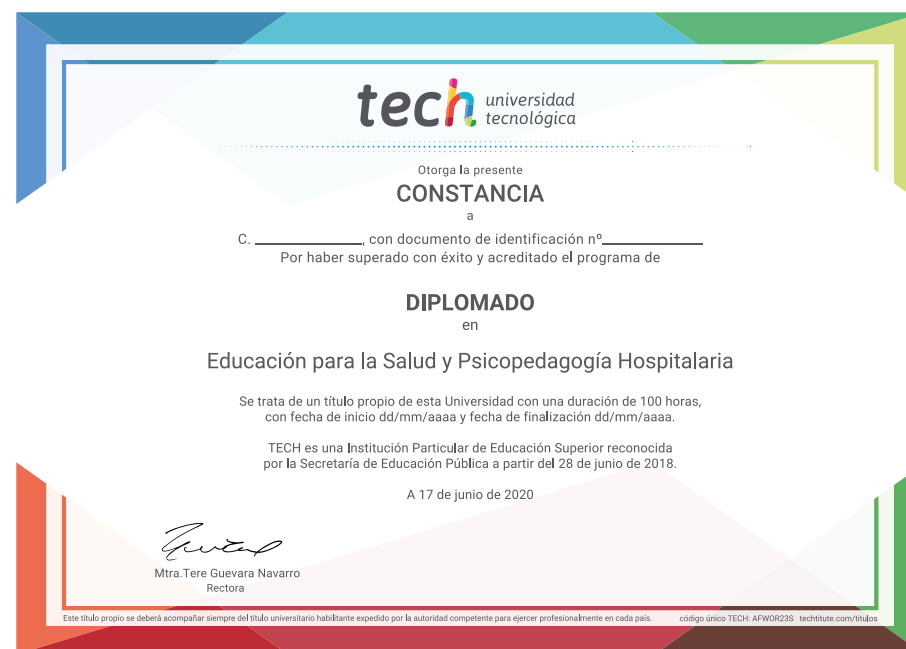 tech universidad
tecnológica
Otorga la presente
CONSTANCIA
a
C. ______________, con documento de identificación nº_____________
Por haber superado con éxito y acreditado el programa de
DIPLOMADO
en
Educación para la Salud y Psicopedagogía Hospitalaria
Se trata de un título propio de esta Universidad con una duración de 100 horas,
con fecha de inicio dd/mm/aaaa y fecha de finalización dd/mm/aaaa.
TECH es una Institución Particular de Educación Superior reconocida
por la Secretaría de Educación Pública a partir del 28 de junio de 2018.
A 17 de junio de 2020
Mtra.Tere Guevara Navarro
Rectora
Este título propio se deberá acompañar siempre del título universitario habilitante expedido por la autoridad competente para ejercer profesionalmente en cada país. código único TECH: AFWOR23S techtitute.com/titulos